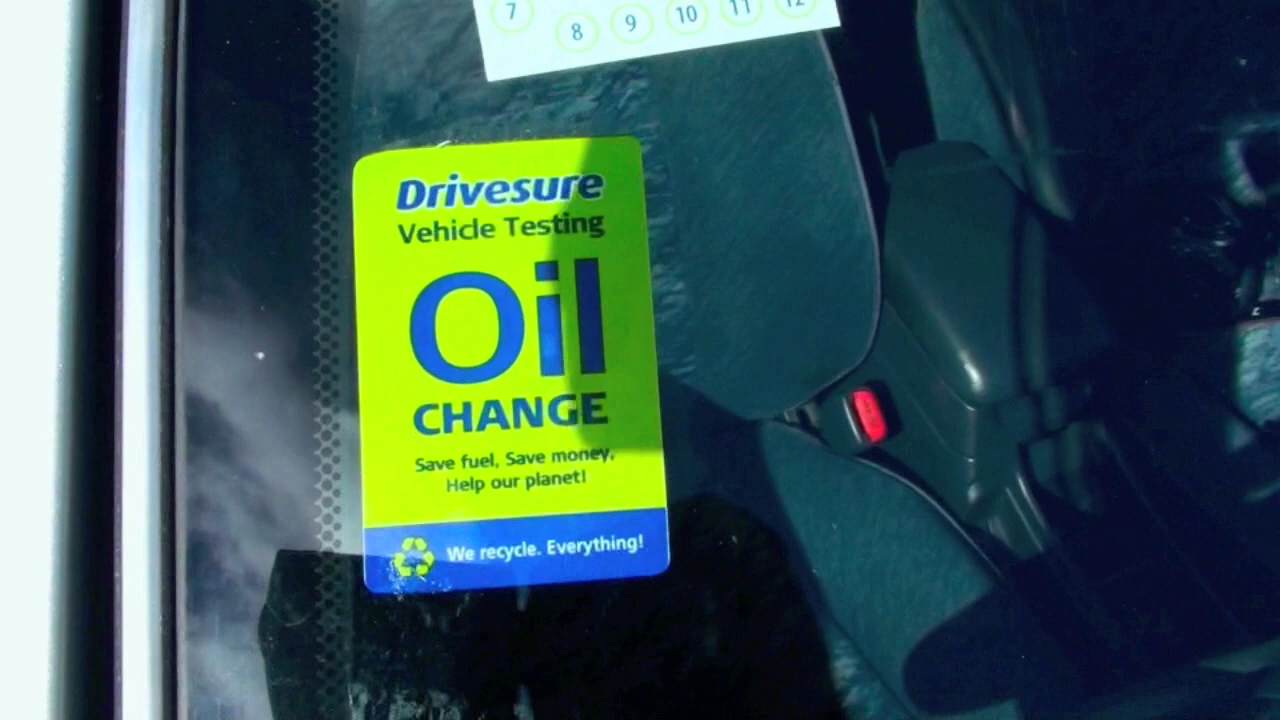 7 8 9 10 11 12
Drivesure
Vehicle Testing
Oil
CHANGE
Save fuel, Save money,
Help our planet!
We recycle. Everything!